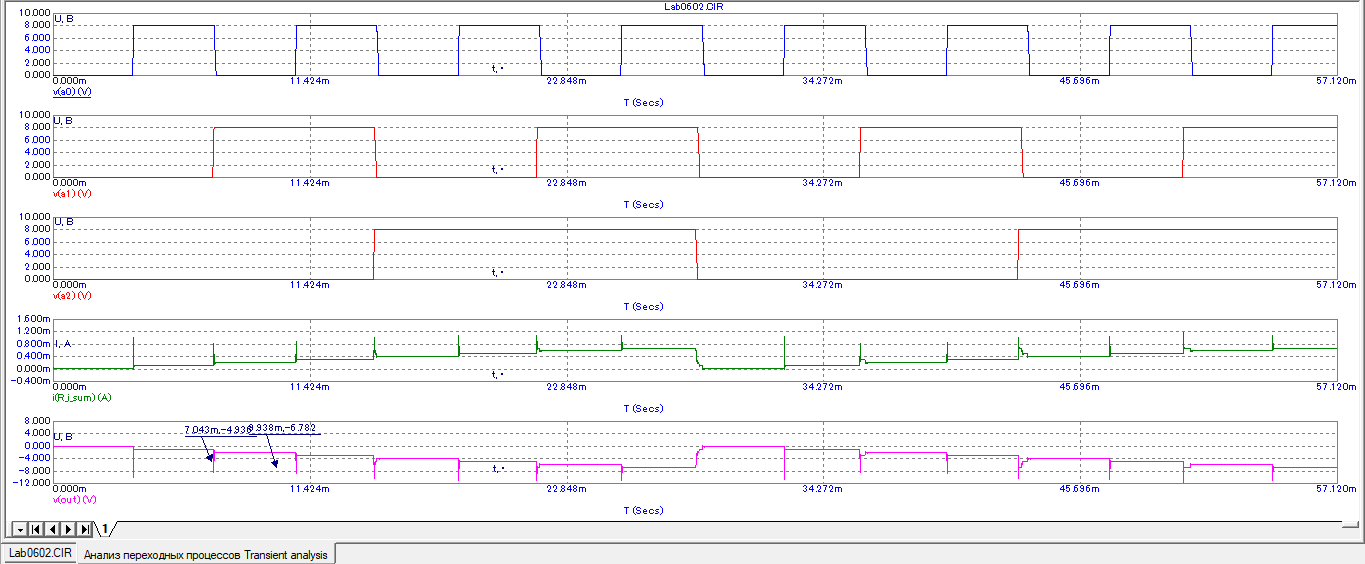 Lab0602.CIR
10.000
8.000
6.000
4.000
2.000
0.000
U, В
t, •
0.000m 11.424m 22.848m 34.272m 45.696m 57.120m
v(a0) (V)
T (Secs)
10.000
8.000
6.000
4.000
2.000
0.000
U, В
t, •
0.000m 11.424m 22.848m 34.272m 45.696m 57.120m
v(a1) (V)
T (Secs)
10.000
8.000
6.000
4.000
2.000
0.000
U, В
t, •
0.000m 11.424m 22.848m 34.272m 45.696m 57.120m
v(a2) (V)
T (Secs)
1.600m
1.200m
0.800m
0.400m
0.000m
-0.400m
I, А
t, •
0.000m 11.424m 22.848m 34.272m 45.696m 57.120m
i(Rj_sum) (A)
T (Secs)
8.000
4.000
0.000
-4.000
-8.000
-12.000
U, В
7.043m,-4.936
9.938m,-6.782
t, •
0.000m 11.424m 22.848m 34.272m 45.696m 57.120m
v(out) (V)
T (Secs)
1
Lab0602.CIR Анализ переходных процессов Transient analysis